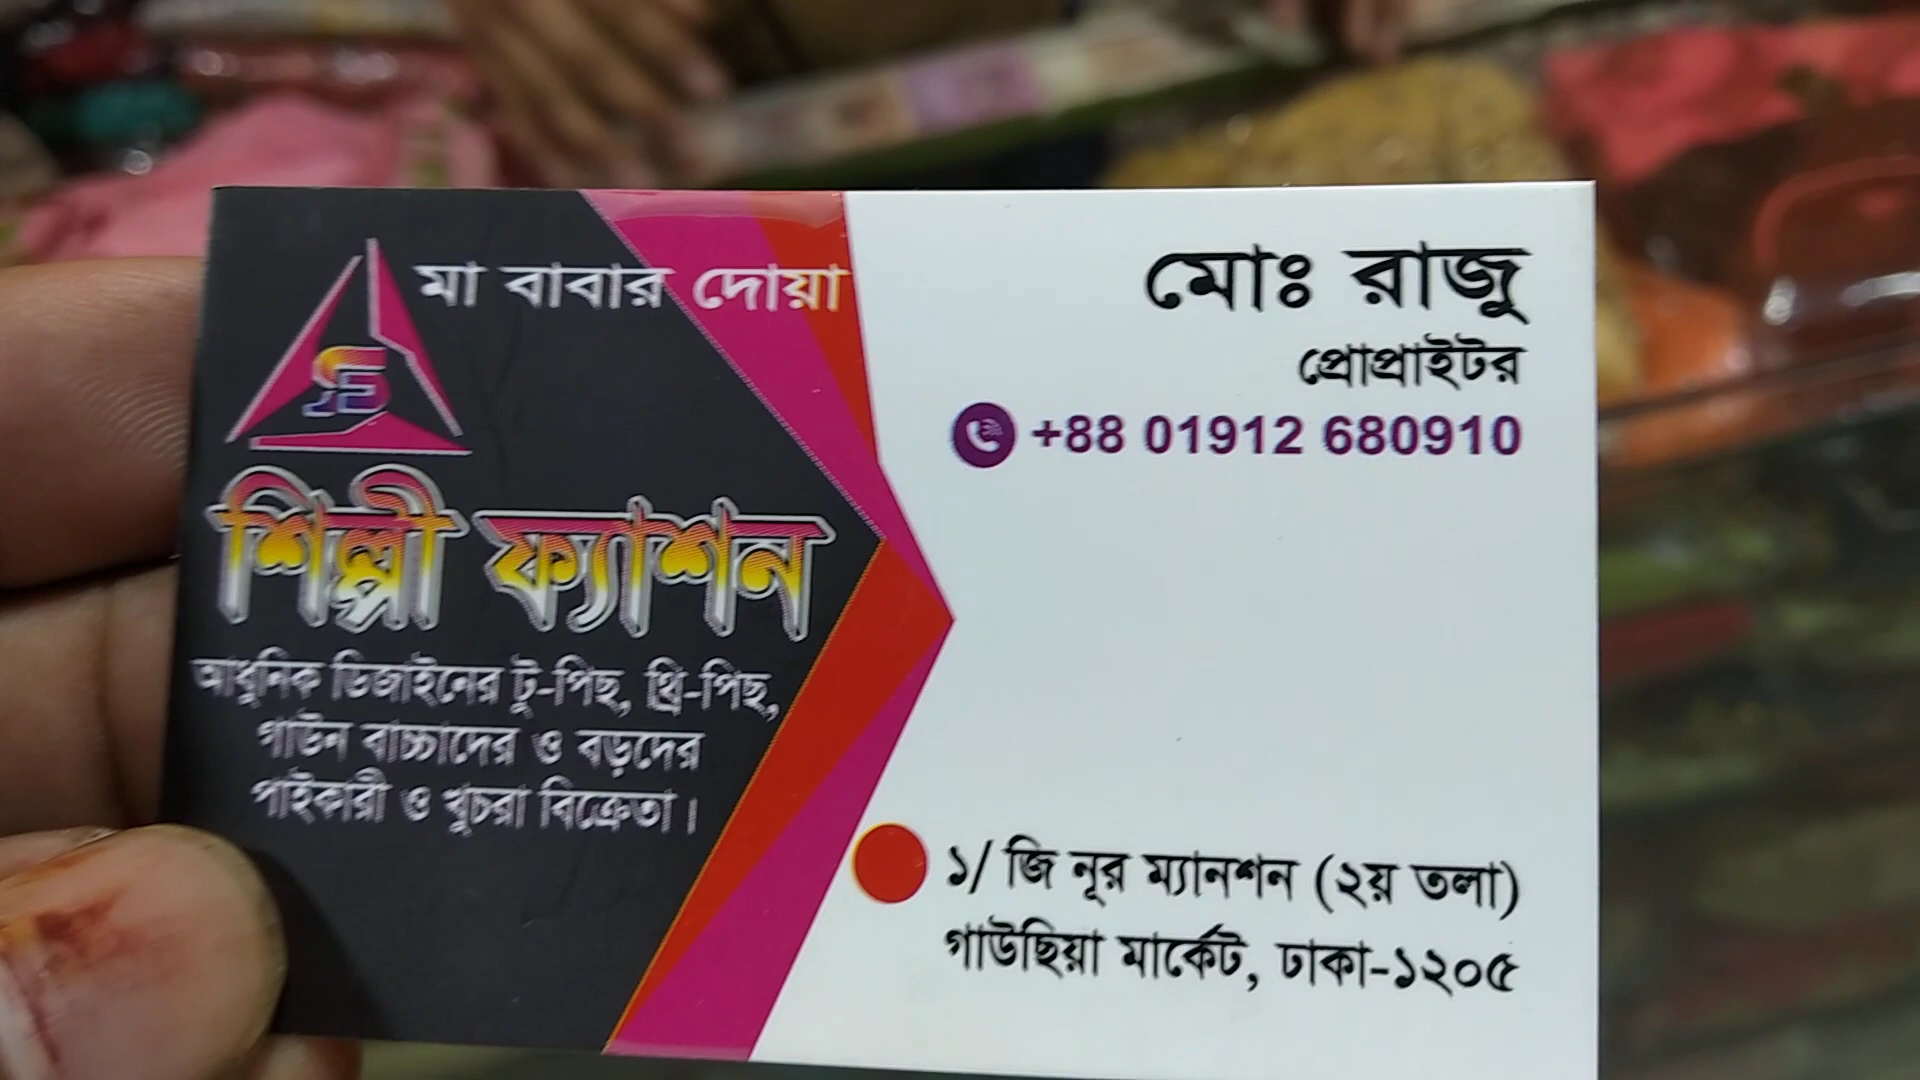 মা বাবার দোয়া
শিল্পী ফ্যাশন
আধুনিক ডিজাইনের টু-পিছ, থ্রি-পিছ,
গাউন বাচ্চাদের ও বড়দের
পাইকারী ও খুচরা বিক্রেতা।
মোঃ রাজু
প্রোপ্রাইটর
+88 01912 680910
১/ জি নূর ম্যানশন (২য় তলা)
গাউছিয়া মার্কেট, ঢাকা-১২০৫